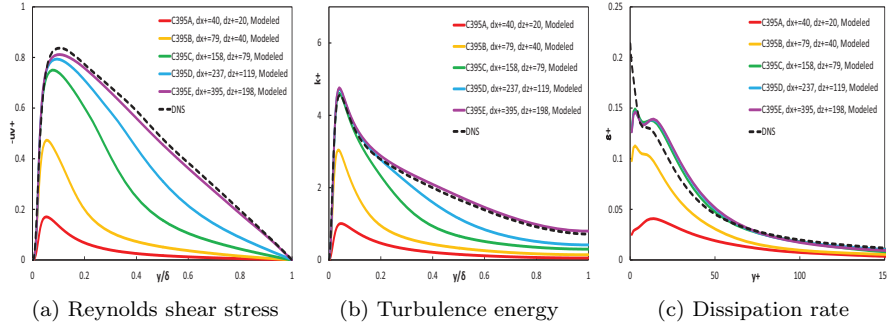 C395A, dx+=40, dz+=20, Modeled
C395B, dx+=79, dz+=40, Modeled
C395C, dx+=158, dz+=79, Modeled
C395D, dx+=237, dz+=119, Modeled
C395E, dx+=395, dz+=198, Modeled
DNS
-uv+
1
0.8
0.6
0.4
0.2
0
0 0.2 0.4 0.6 0.8 1
y/δ
(a) Reynolds shear stress
C395A, dx+=40, dz+=20, Modeled
C395B, dx+=79, dz+=40, Modeled
C395C, dx+=158, dz+=79, Modeled
C395D, dx+=237, dz+=119, Modeled
C395E, dx+=395, dz+=198, Modeled
DNS
k+
6
4
2
0
0 0.2 0.4 0.6 0.8 1
y/δ
(b) Turbulence energy
C395A, dx+=40, dz+=20, Modeled
C395B, dx+=79, dz+=40, Modeled
C395C, dx+=158, dz+=79, Modeled
C395D, dx+=237, dz+=119, Modeled
C395E, dx+=395, dz+=198, Modeled
DNS
ε+
0.25
0.2
0.15
0.1
0.05
0
0 50 100 15
y+
(c) Dissipation rate